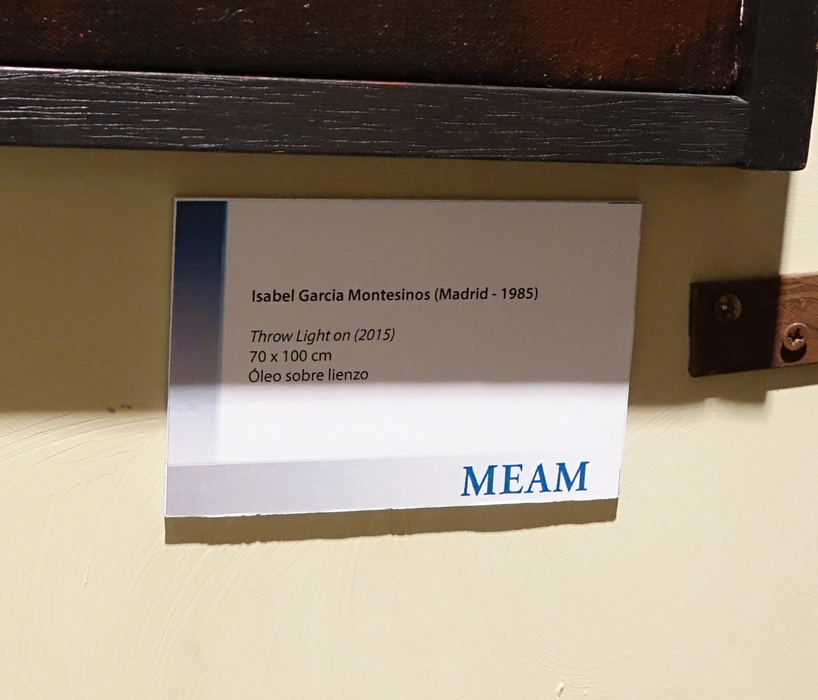 Isabel Garcia Montesinos (Madrid - 1985)
Throw Light on (2015)
70 x 100 cm
Óleo sobre lienzo
MEAM